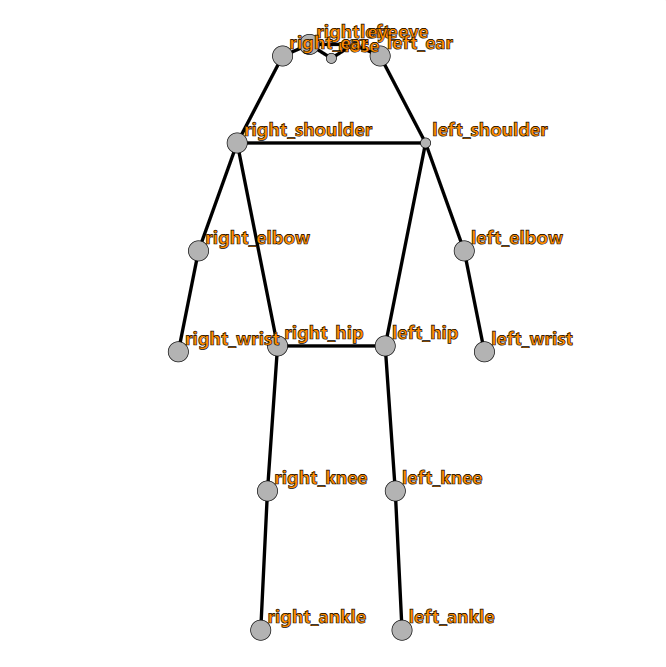 right_ear
left_ear
right_shoulder
left_shoulder
right_elbow
left_elbow
right_wrist
right_hip
left_hip
left_wrist
right_knee
left_knee
right_ankle
left_ankle